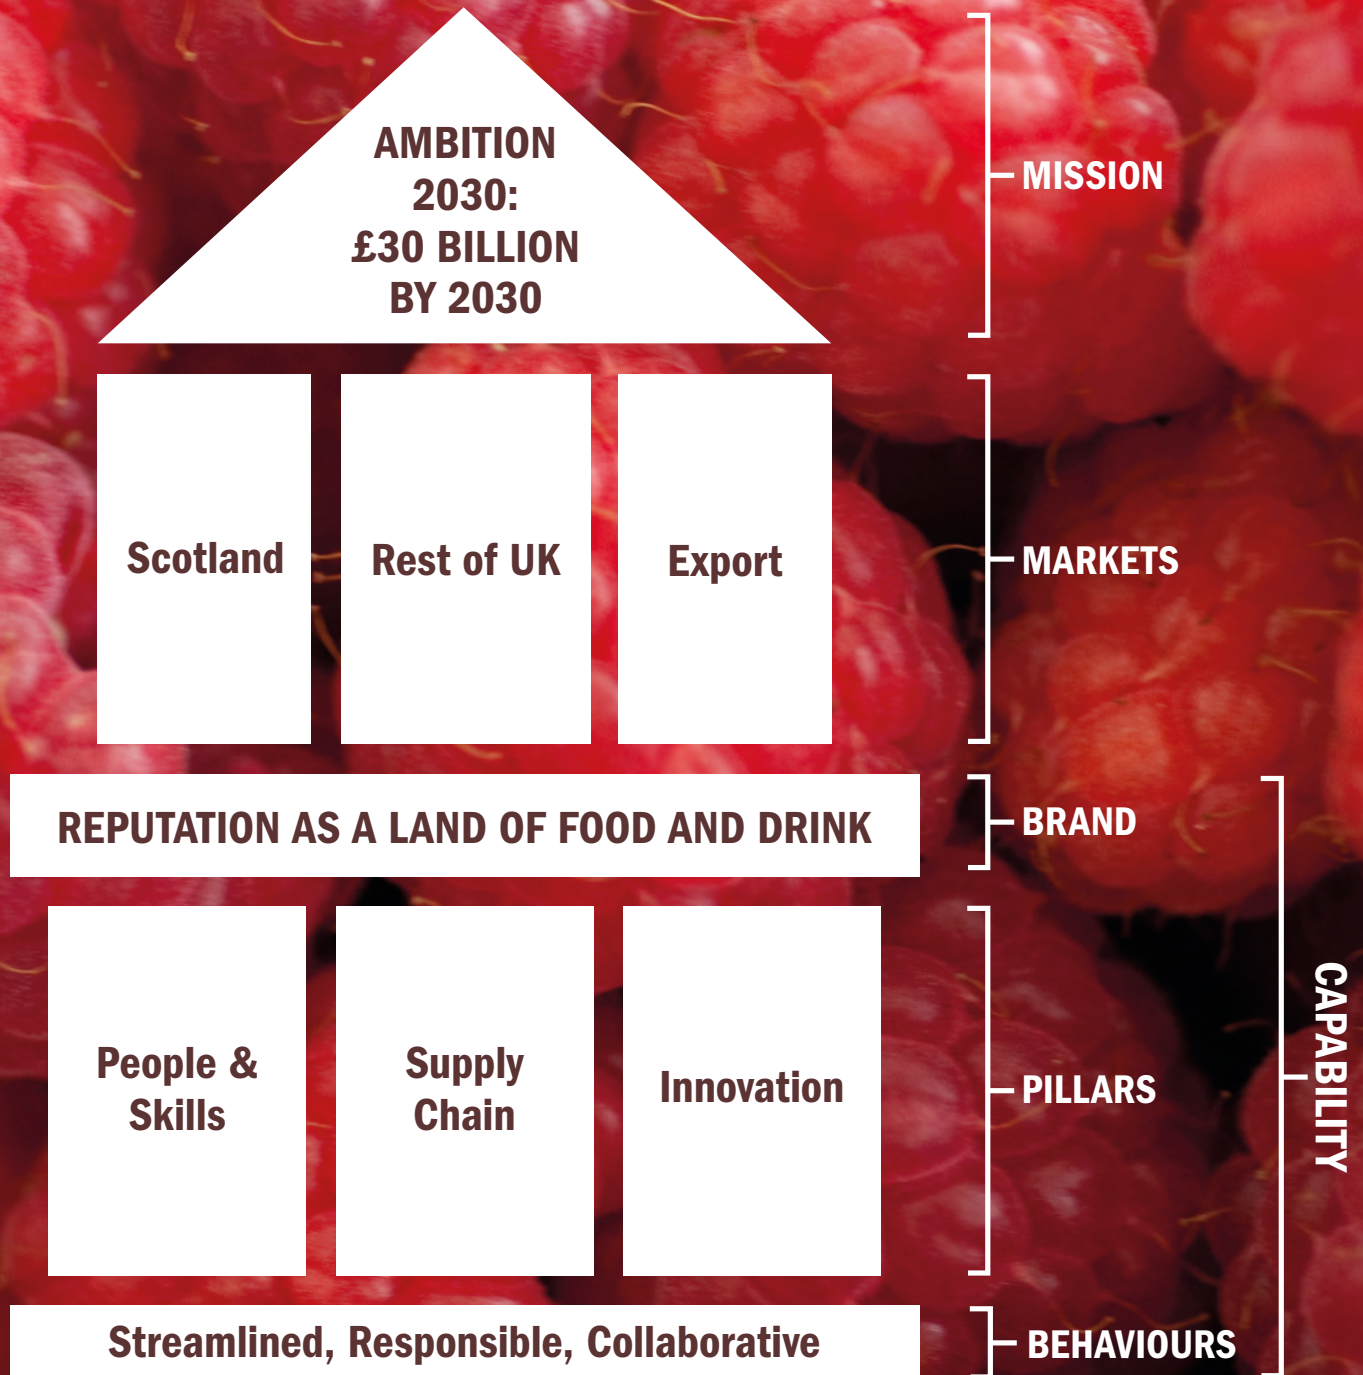 AMBITION
2030:
£30 BILLION
BY 2030
MISSION
Scotland
Rest of UK
Export
MARKETS
REPUTATION AS A LAND OF FOOD AND DRINK
BRAND
People &
Skills
Supply
Chain
Innovation
PILLARS
CAPABILITY
Streamlined, Responsible, Collaborative
BEHAVIOURS